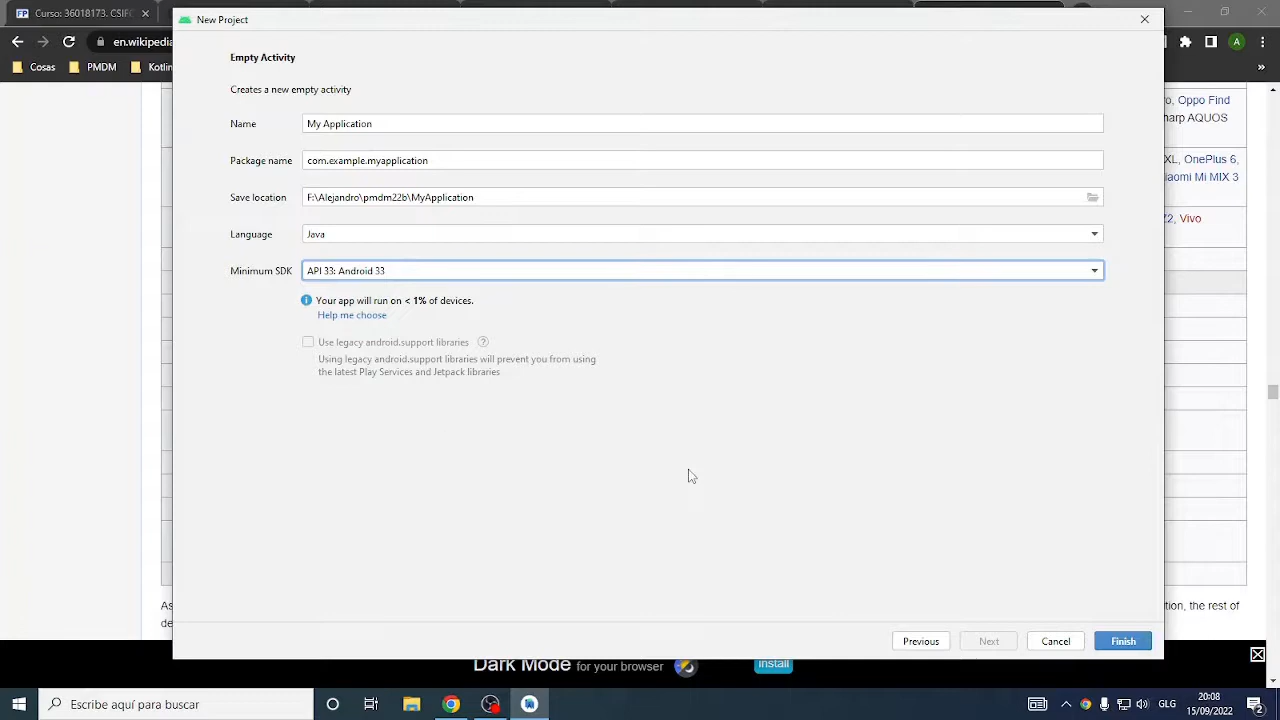 Curso: 36018173. CSIFC
New Project
en.wikipedia
A
Cosas
PMDM
Kotlin
»
Empty Activity
Creates a new empty activity
Name
My Application
Package name
com.example.myapplication
Save location
F:\Alejandro\pmdm22b\MyApplication
Language
Java
Minimum SDK
API 33: Android 33
Your app will run on < 1% of devices.
Help me choose
Use legacy android.support libraries
?
Using legacy android.support libraries will prevent you from using
the latest Play Services and Jetpack libraries
Oppo Find
AQUOS
XL, OnePlus 6,
Mi MIX 3
Vivo
As
tion, the rest of
de
Previous
Next
Cancel
Finish
Dark Mode for your browser
Install
Escribe aquí para buscar
GLG
20:08
15/09/2022
2